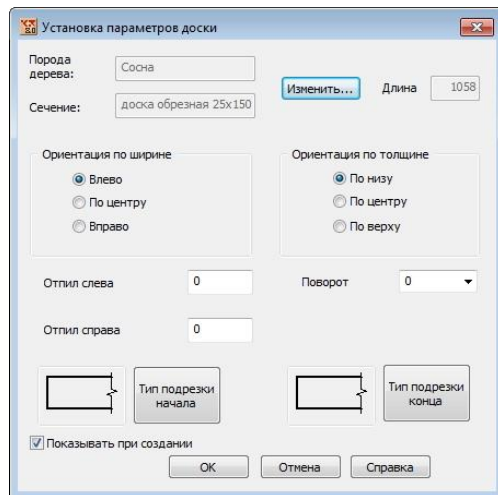 Установка параметров доски
Порода
дерева:
Сосна
Изменить...
Длина
1058
Сечение:
доска обрезная 25x150
Ориентация по ширине
Влево
По центру
Вправо
Ориентация по толщине
По низу
По центру
По верху
Отпил слева
0
Поворот
0
Отпил справа
0
Тип подрезки
начала
Тип подрезки
конца
Показывать при создании
OK
Отмена
Справка